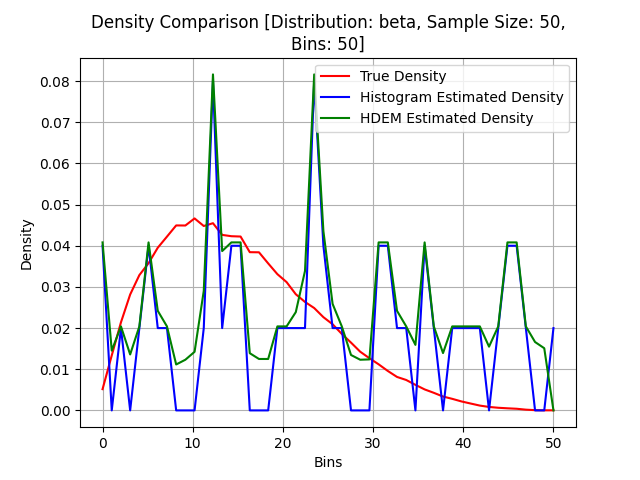 Density Comparison [Distribution: beta, Sample Size: 50,
Bins: 50]
True Density
Histogram Estimated Density
HDEM Estimated Density
Density
0.08
0.07
0.06
0.05
0.04
0.03
0.02
0.01
0.00
0
10
20
30
40
50
Bins